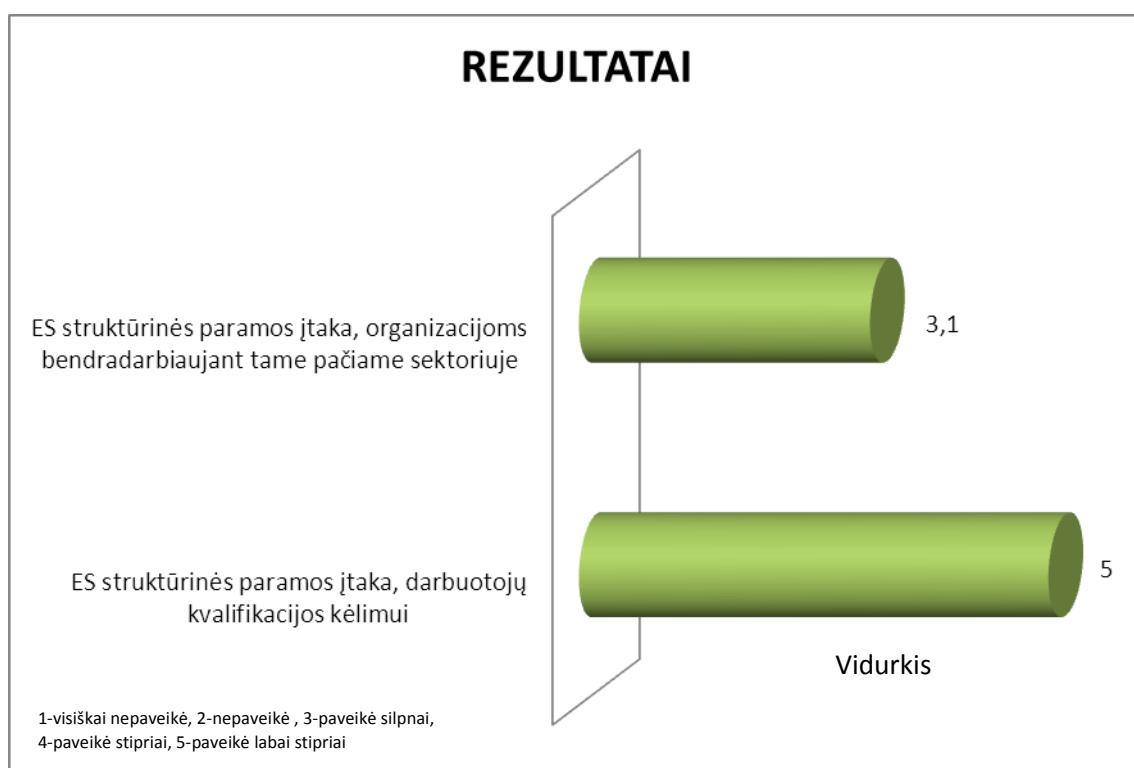 REZULTATAI
ES struktūrinės paramos įtaka, organizacijoms
bendradarbiaujant tame pačiame sektoriuje
3,1
ES struktūrinės paramos įtaka, darbuotojų
kvalifikacijos kėlimui
5
Vidurkis
1-visiškai nepaveikė, 2-nepaveikė , 3-paveikė silpnai,
4-paveikė stipriai, 5-paveikė labai stipriai